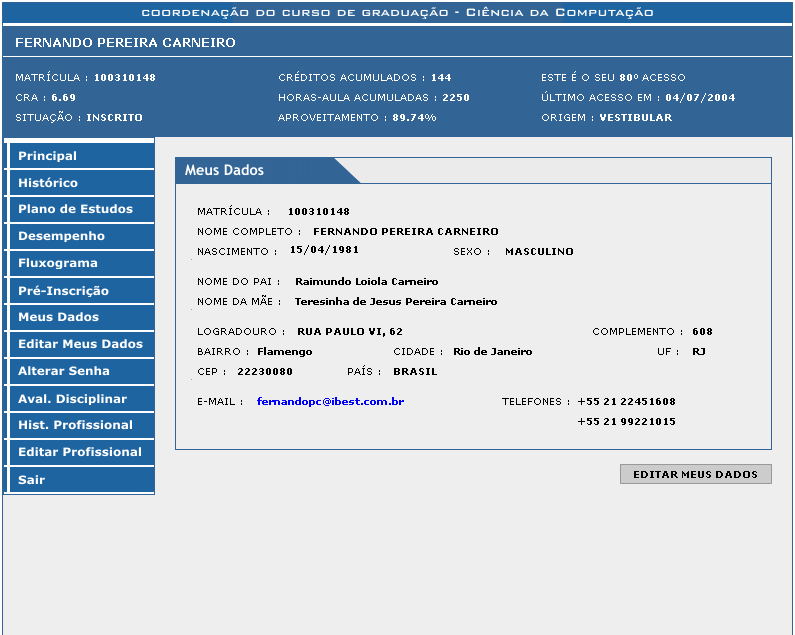 COORDENAÇÃO DO CURSO DE GRADUAÇÃO - CIÊNCIA DA COMPUTAÇÃO
FERNANDO PEREIRA CARNEIRO
MATRÍCULA : 100310148 CRÉDITOS ACUMULADOS : 144 ESTE É O SEU 80º ACESSO
CRA : 6.69 HORAS-AULA ACUMULADAS : 2250 ÚLTIMO ACESSO EM : 04/07/2004
SITUAÇÃO : INSCRITO APROVEITAMENTO : 89.74% ORIGEM : VESTIBULAR
Principal
Histórico
Plano de Estudos
Desempenho
Fluxograma
Pré-Inscrição
Meus Dados
Editar Meus Dados
Alterar Senha
Aval. Disciplinar
Hist. Profissional
Editar Profissional
Sair
Meus Dados
MATRÍCULA : 100310148
NOME COMPLETO : FERNANDO PEREIRA CARNEIRO
NASCIMENTO : 15/04/1981 SEXO : MASCULINO
NOME DO PAI : Raimundo Loiola Carneiro
NOME DA MÃE : Teresinha de Jesus Pereira Carneiro
LOGRADOURO : RUA PAULO VI, 62 COMPLEMENTO : 608
BAIRRO : Flamengo CIDADE : Rio de Janeiro UF : RJ
CEP : 22230080 PAÍS : BRASIL
E-MAIL : fernandopc@ibest.com.br TELEFONES : +55 21 22451608
+55 21 99221015
EDITAR MEUS DADOS